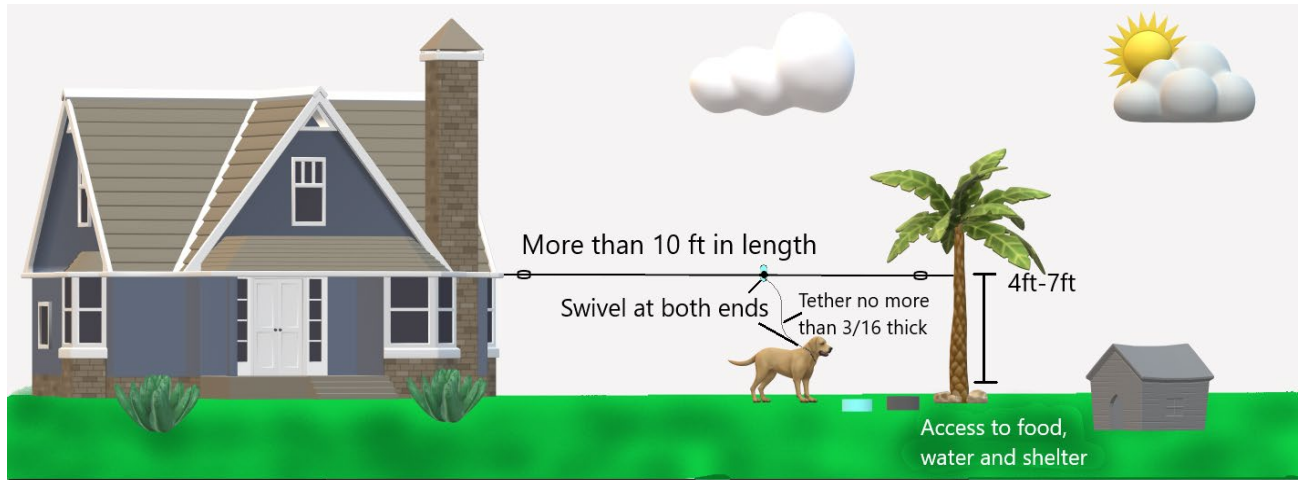 More than 10 ft in length
4ft-7ft
Swivel at both ends
Tether no more
than 3/16 thick
Access to food,
water and shelter